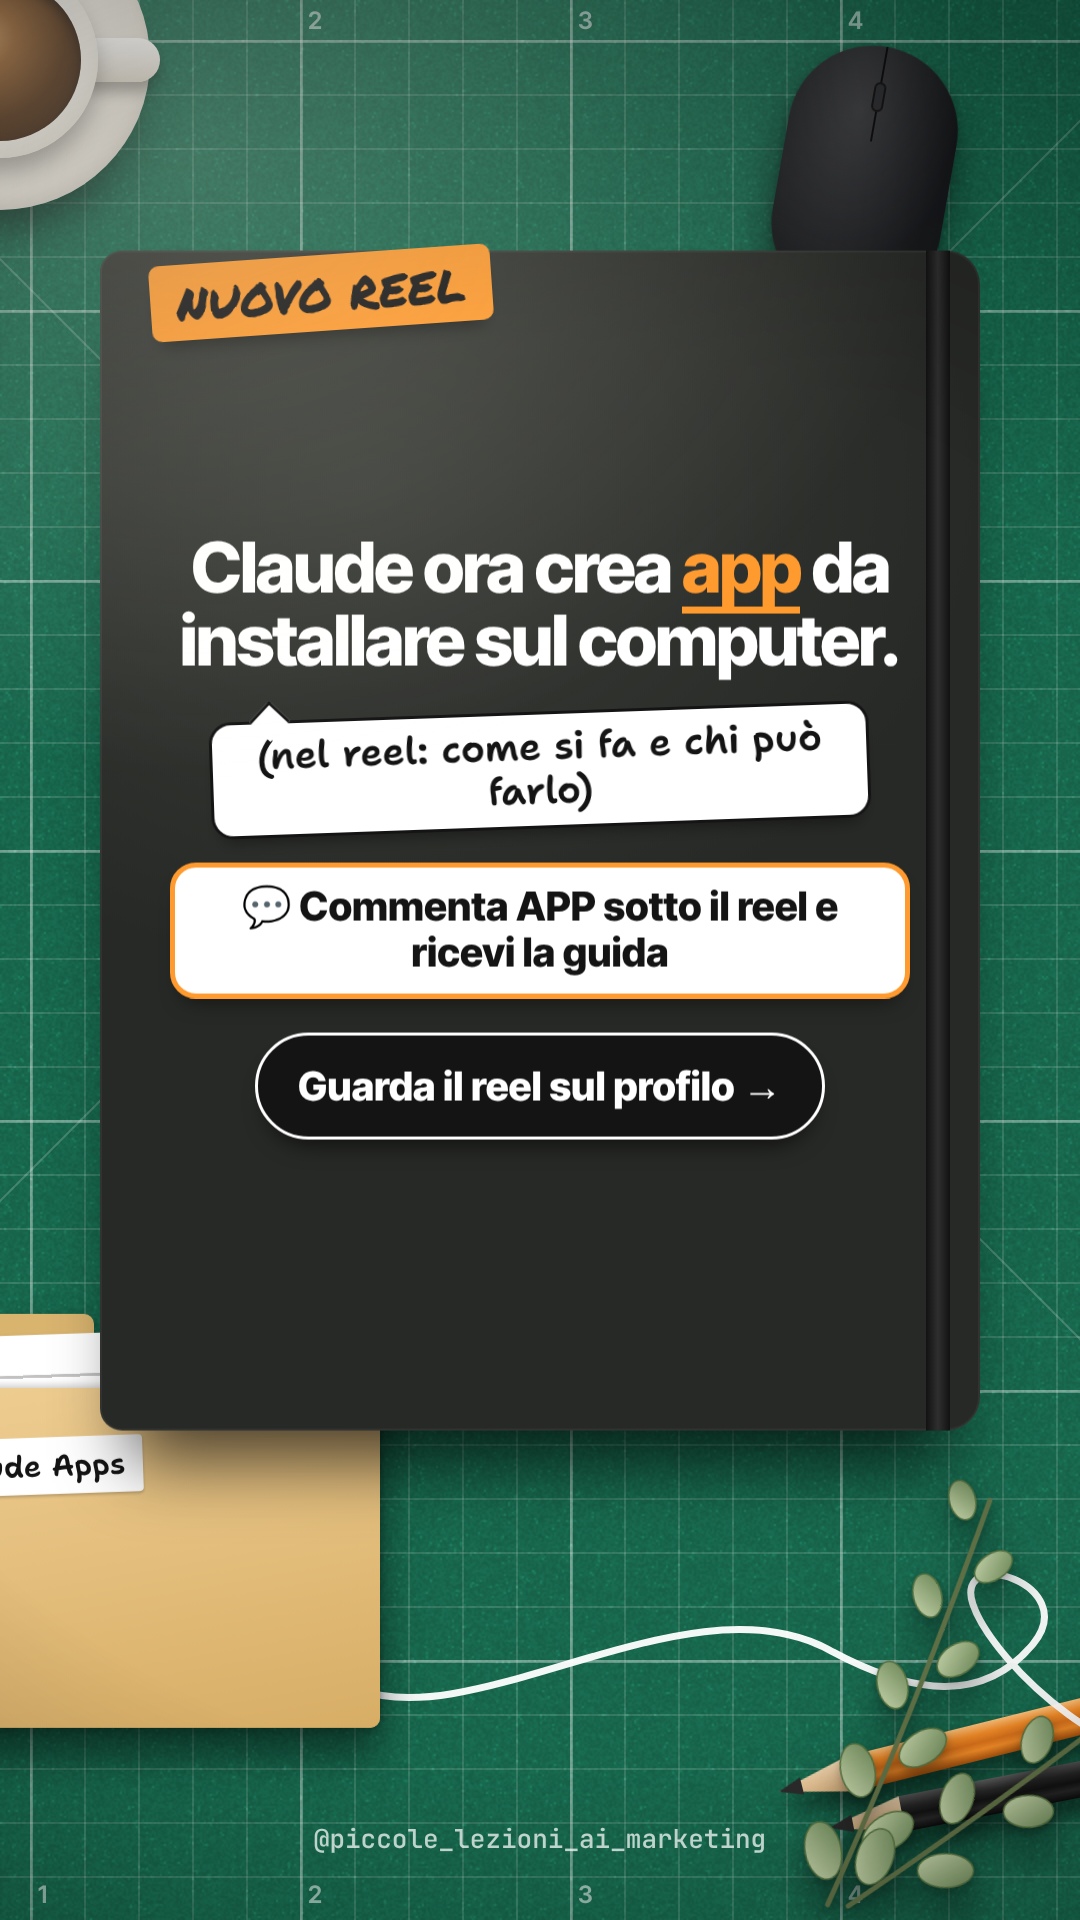 2 3 4
NUOVO REEL
Claude ora crea app da
installare sul computer.
(nel reel: come si fa e chi può
farlo)
💬 Commenta APP sotto il reel e
ricevi la guida
Guarda il reel sul profilo →
ude Apps
@piccole_lezioni_ai_marketing
1 2 3 4